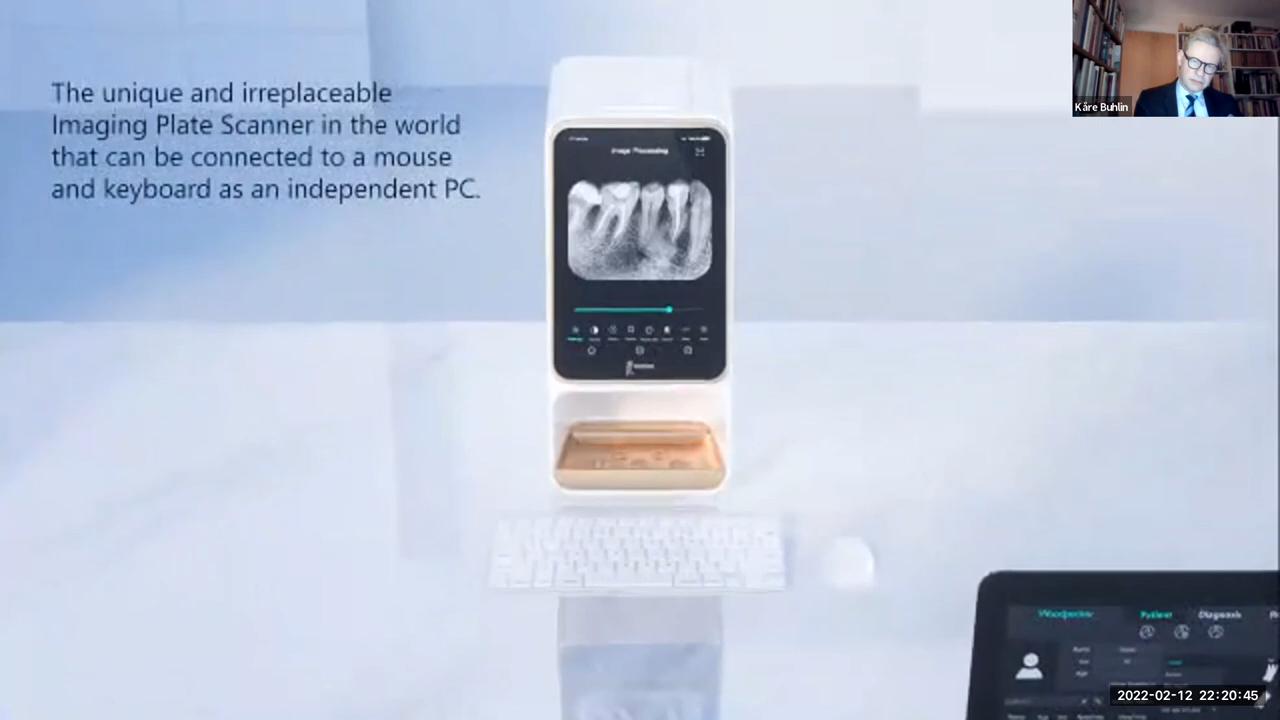 The unique and irreplaceable
Imaging Plate Scanner in the world
that can be connected to a mouse
and keyboard as an independent PC.
Kåre Buhlin
Image Processing
Woodpecker Patient Diagnosis
2022-02-12 22:20:45